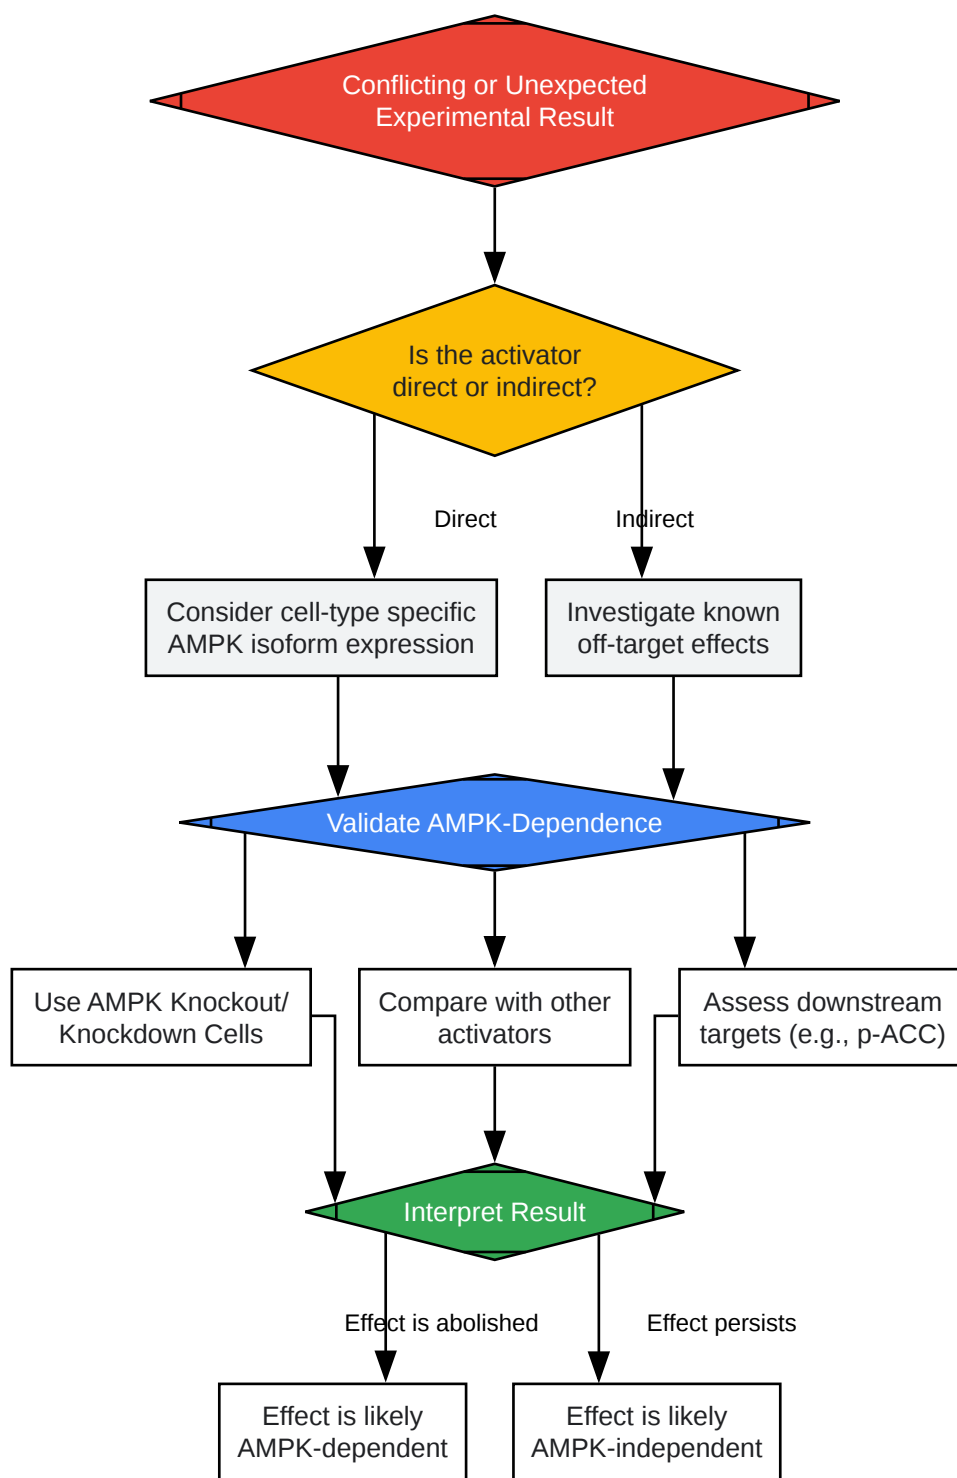 Conflicting or Unexpected
Experimental Result
Is the activator
direct or indirect?
Direct
Indirect
Consider cell-type specific
AMPK isoform expression
Investigate known
off-target effects
Validate AMPK-Dependence
Use AMPK Knockout/
Knockdown Cells
Compare with other
activators
Assess downstream
targets (e.g., p-ACC)
Interpret Result
Effect is abolished
Effect persists
Effect is likely
AMPK-dependent
Effect is likely
AMPK-independent